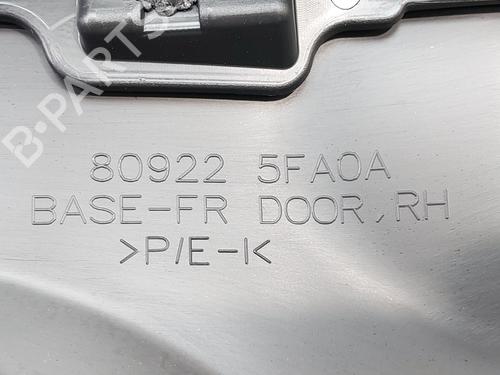 B-PARTS
80922 5FA0A
BASE-FR DOOR,RH
>P/E-I<